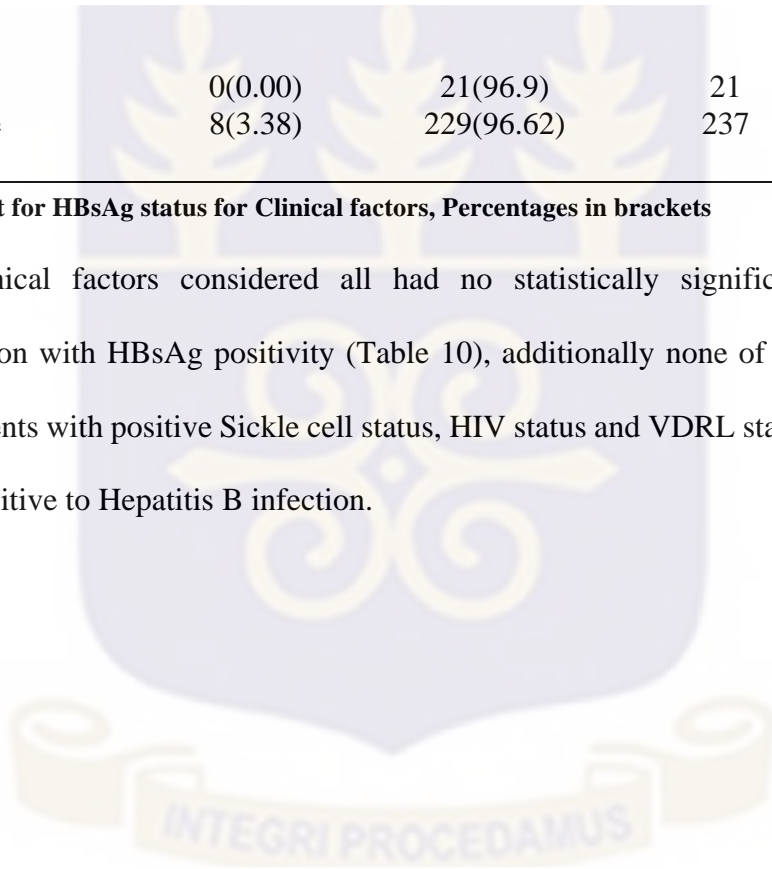 0(0.00) 21(96.9) 21
8(3.38) 229(96.62) 237
t for HBsAg status for Clinical factors, Percentages in brackets
nical factors considered all had no statistically signific
on with HBsAg positivity (Table 10), additionally none of
ents with positive Sickle cell status, HIV status and VDRL sta
itive to Hepatitis B infection.
INTEGRI PROCEDAMUS